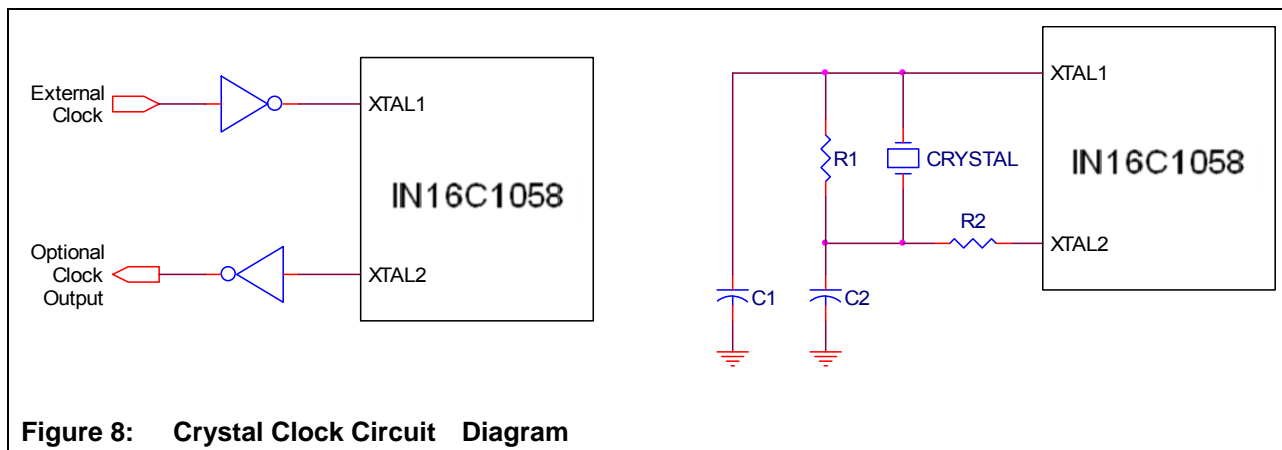 External
Clock
XTAL1
IN16C1058
Optional
Clock
Output
XTAL2
XTAL1
R1
CRYSTAL
IN16C1058
R2
XTAL2
C1
C2
Figure 8: Crystal Clock Circuit Diagram